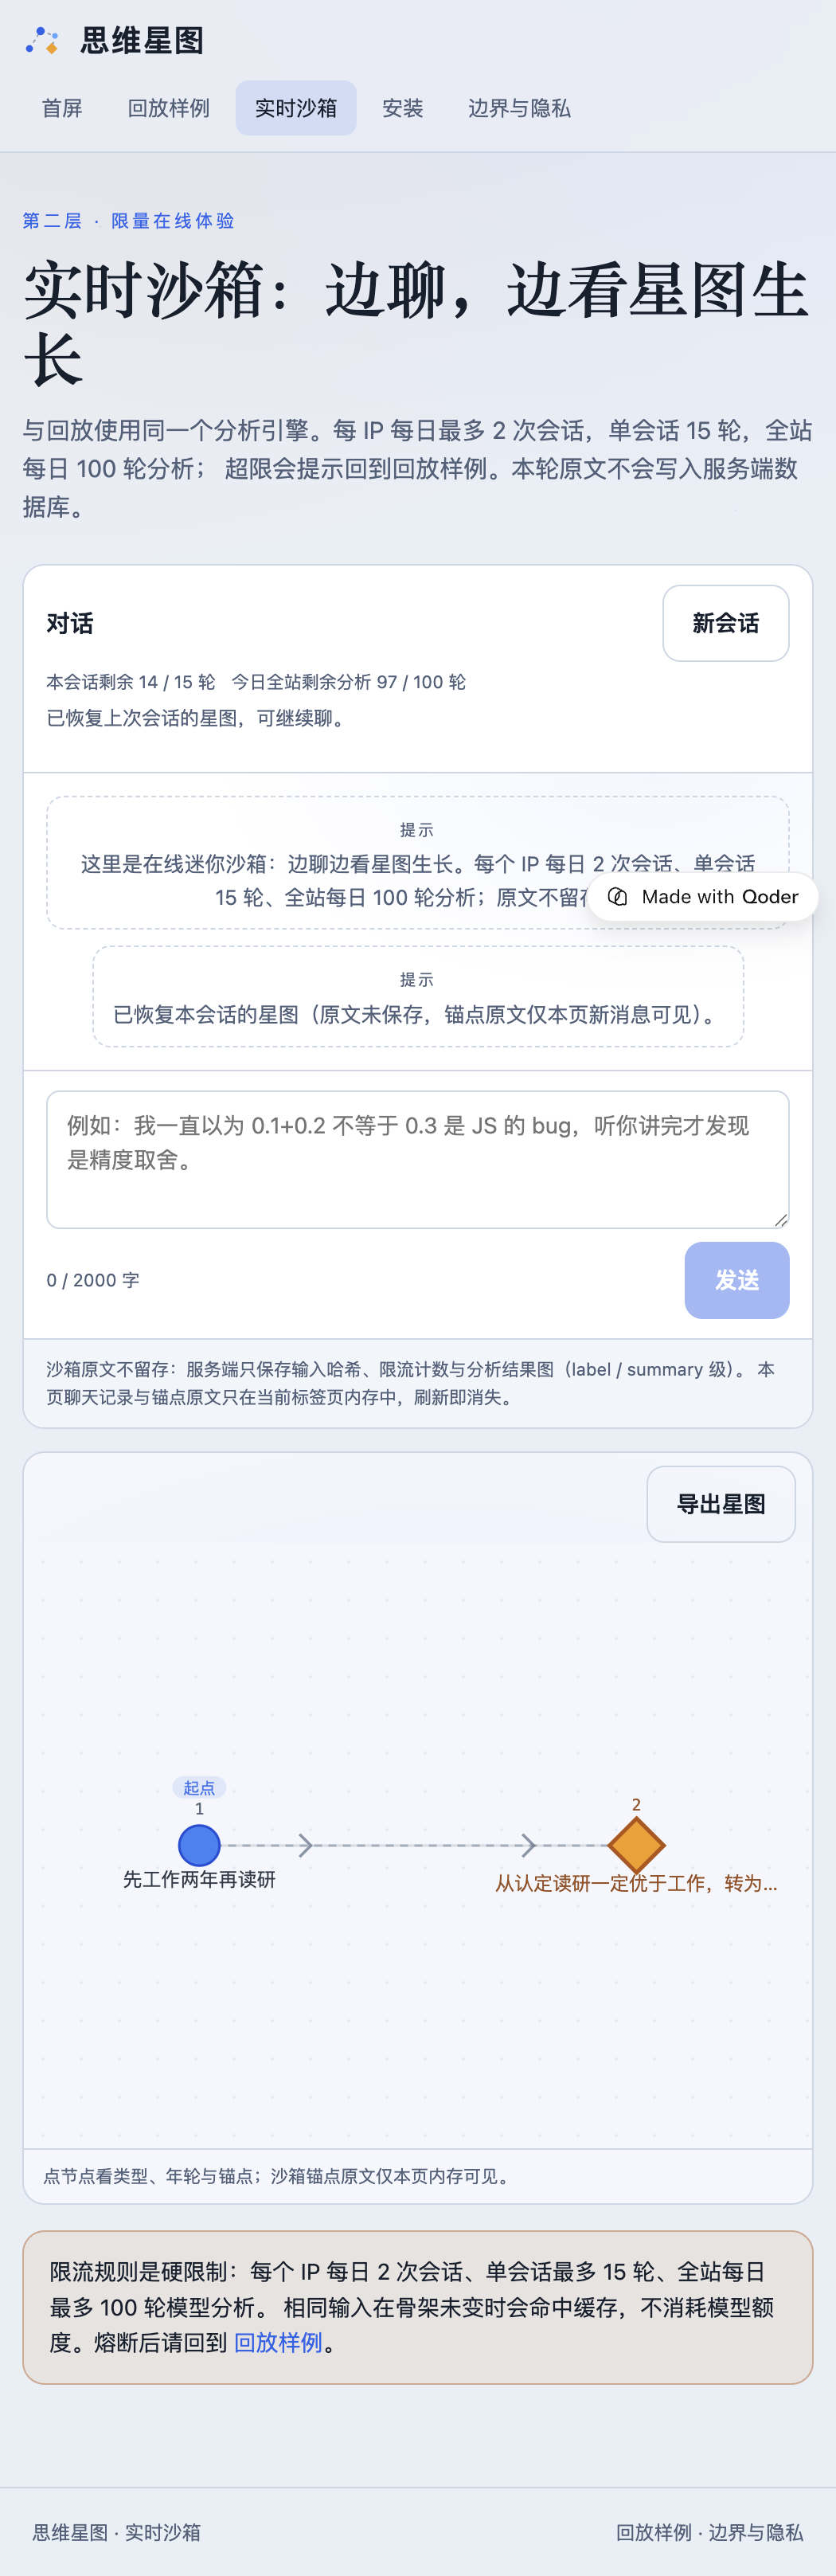 思维星图
首屏 回放样例 实时沙箱 安装 边界与隐私
第二层 · 限量在线体验
实时沙箱：边聊，边看星图生
长
与回放使用同一个分析引擎。每 IP 每日最多 2 次会话，单会话 15 轮，全站
每日 100 轮分析； 超限会提示回到回放样例。本轮原文不会写入服务端数
据库。
对话
新会话
本会话剩余 14 / 15 轮 今日全站剩余分析 97 / 100 轮
已恢复上次会话的星图，可继续聊。
提示
这里是在线迷你沙箱：边聊边看星图生长。每个 IP 每日 2 次会话、单会话
15 轮、全站每日 100 轮分析；原文不留
Made with Qoder
提示
已恢复本会话的星图（原文未保存，锚点原文仅本页新消息可见）。
例如：我一直以为 0.1+0.2 不等于 0.3 是 JS 的 bug，听你讲完才发现
是精度取舍。
0 / 2000 字
发送
沙箱原文不留存：服务端只保存输入哈希、限流计数与分析结果图（label / summary 级）。 本
页聊天记录与锚点原文只在当前标签页内存中，刷新即消失。
导出星图
起点
1
先工作两年再读研
2
从认定读研一定优于工作，转为...
点节点看类型、年轮与锚点；沙箱锚点原文仅本页内存可见。
限流规则是硬限制：每个 IP 每日 2 次会话、单会话最多 15 轮、全站每日
最多 100 轮模型分析。 相同输入在骨架未变时会命中缓存，不消耗模型额
度。熔断后请回到 回放样例。
思维星图 · 实时沙箱
回放样例 · 边界与隐私